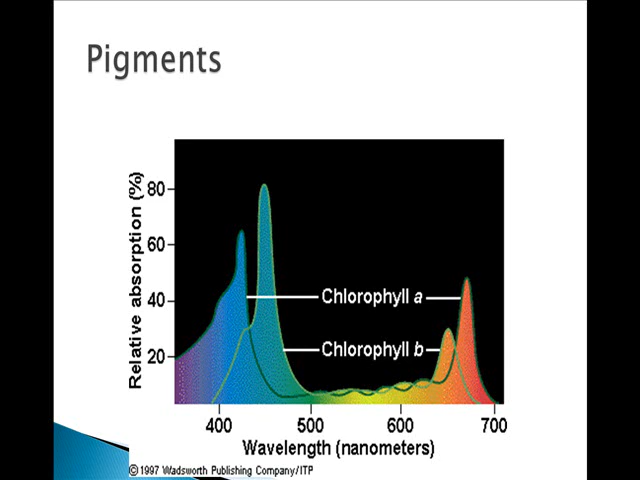 Pigments
Relative absorption (%)
80
60
40
20
Chlorophyll a
Chlorophyll b
400
500
600
700
Wavelength (nanometers)
©1997 Wadsworth Publishing Company/ITP